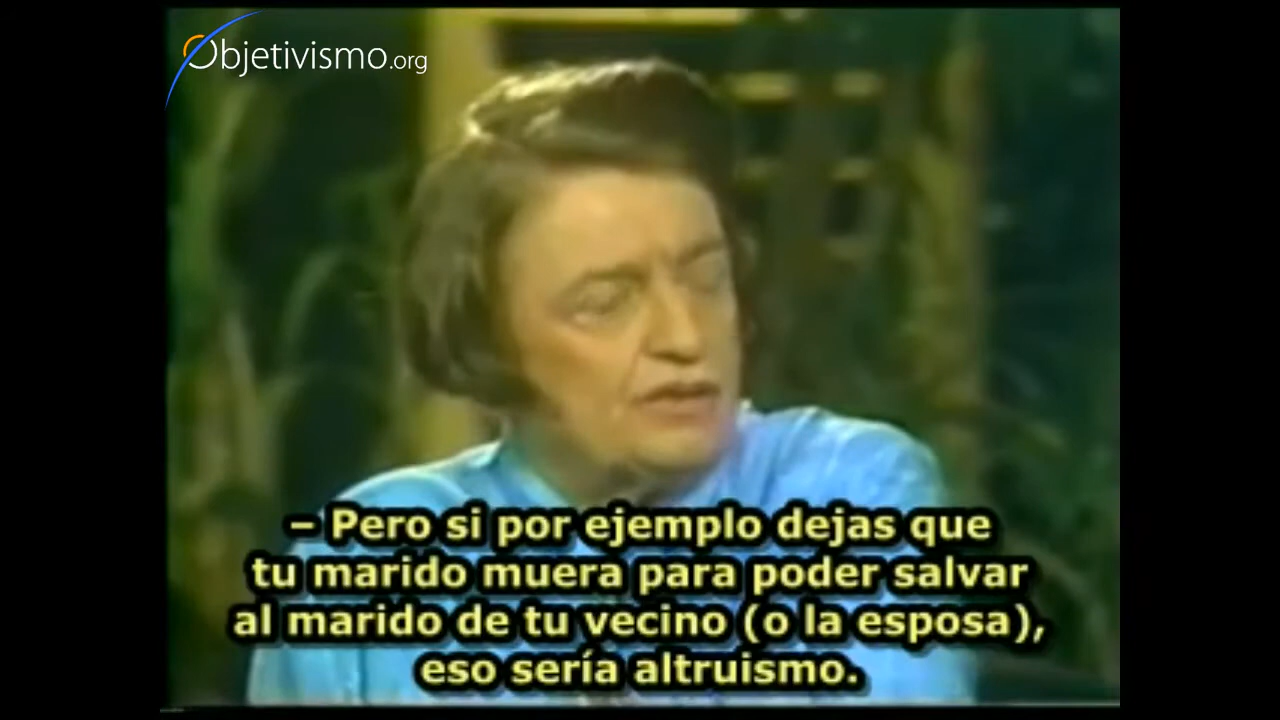 Objetivismo.org
– Pero si por ejemplo dejas que
tu marido muera para poder salvar
al marido de tu vecino (o la esposa),
eso sería altruismo.